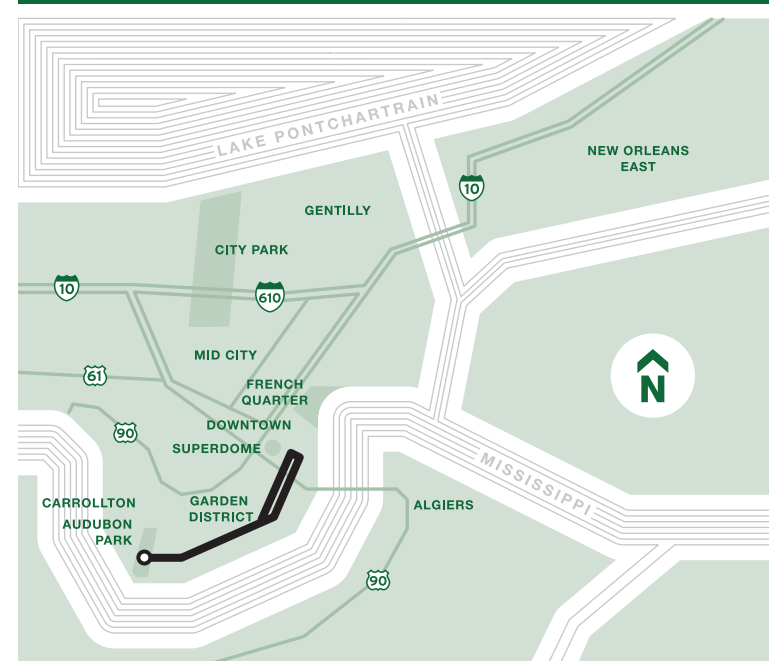 LAKE PONTCHARTRAIN
NEW ORLEANS
EAST
10
GENTILLY
CITY PARK
10
610
MID CITY
61
FRENCH
QUARTER
N
DOWNTOWN
90
SUPERDOME
MISSISSIPPI
CARROLLTON
GARDEN
DISTRICT
ALGIERS
AUDUBON
PARK
90